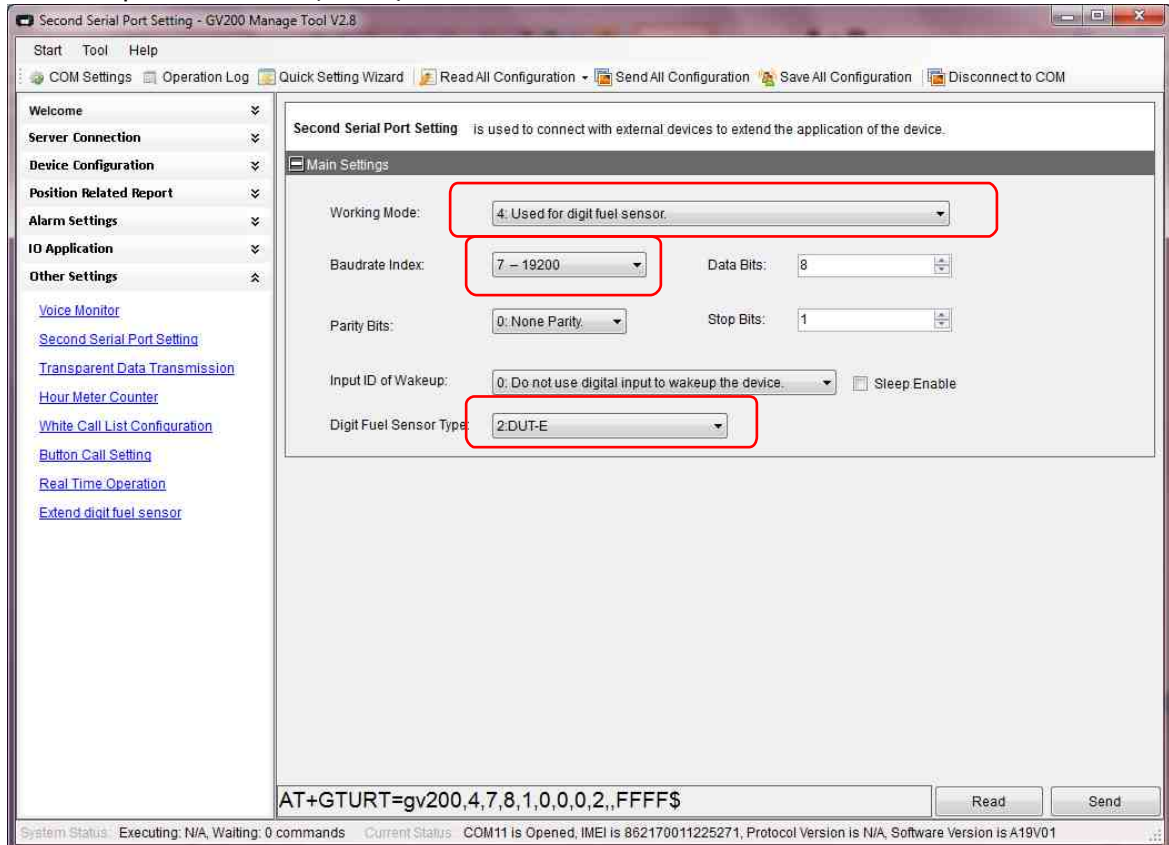 Second Serial Port Setting - GV200 Manage Tool V2.8
Start Tool Help
COM Settings Operation Log Quick Setting Wizard Read All Configuration Send All Configuration Save All Configuration Disconnect to COM
Welcome
Server Connection
Device Configuration
Position Related Report
Alarm Settings
IO Application
Other Settings
Voice Monitor
Second Serial Port Setting
Transparent Data Transmission
Hour Meter Counter
White Call List Configuration
Button Call Setting
Real Time Operation
Extend digit fuel sensor
Second Serial Port Setting is used to connect with external devices to extend the application of the device.
Main Settings
Working Mode: 4: Used for digit fuel sensor.
Baudrate Index: 7 – 19200 Data Bits: 8
Parity Bits: 0: None Parity. Stop Bits: 1
Input ID of Wakeup: 0: Do not use digital input to wakeup the device. Sleep Enable
Digit Fuel Sensor Type: 2:DUT-E
AT+GTURT=gv200,4,7,8,1,0,0,0,2,,FFFF$ Read Send
System Status: Executing: N/A, Waiting: 0 commands Current Status COM11 is Opened, IMEI is 862170011225271, Protocol Version is N/A, Software Version is A19V01